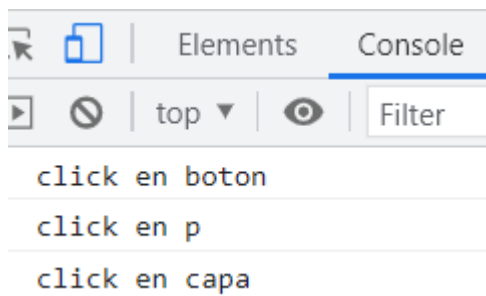 Elements Console
top Filter
click en boton
click en p
click en capa